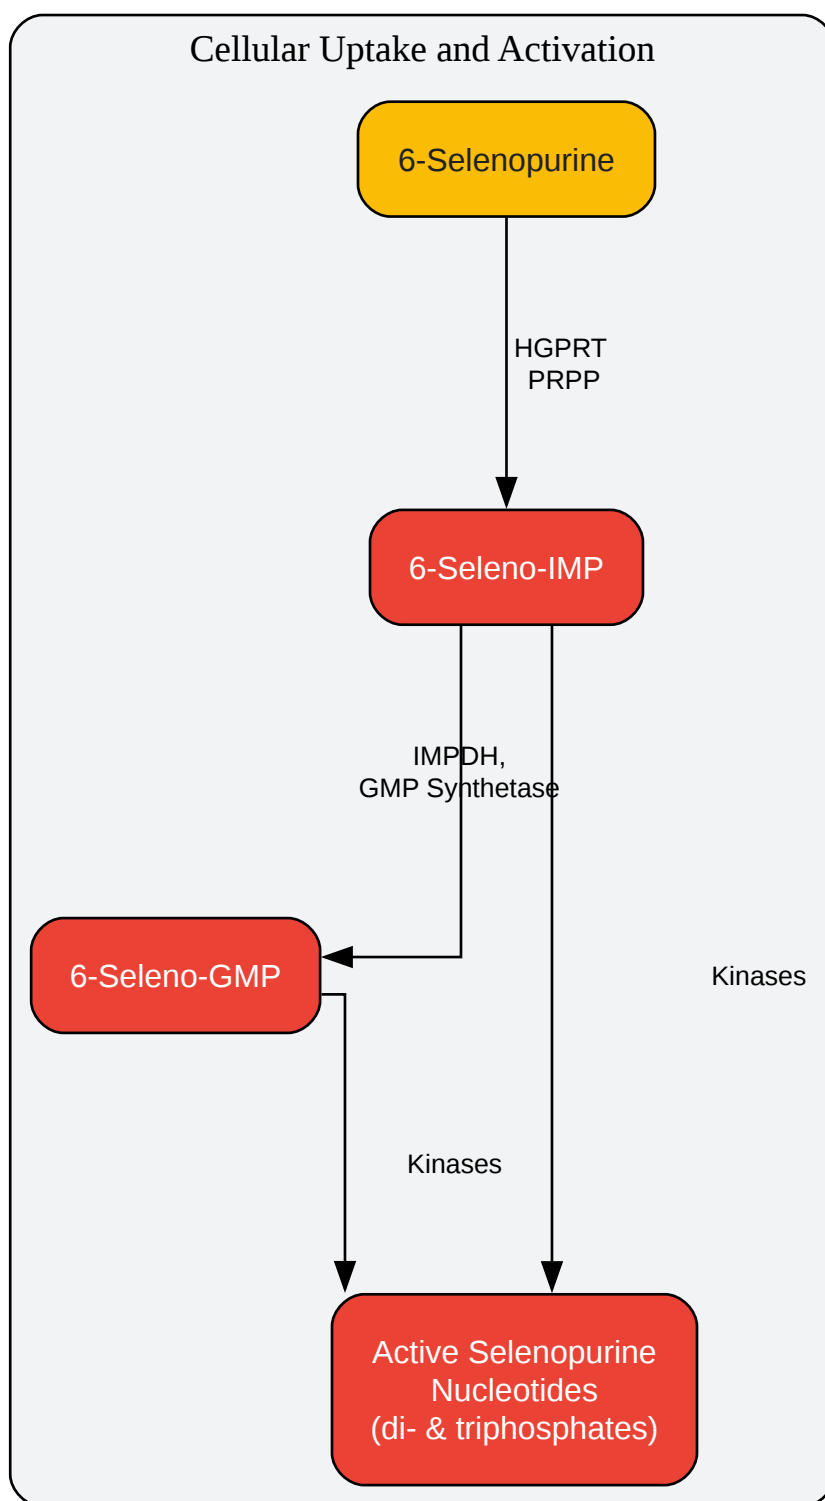 Cellular Uptake and Activation
6-Selenopurine
HGPRT
PRPP
6-Seleno-IMP
IMPDH,
GMP Synthetase
6-Seleno-GMP
Kinases
Kinases
Active Selenopurine
Nucleotides
(di- & triphosphates)